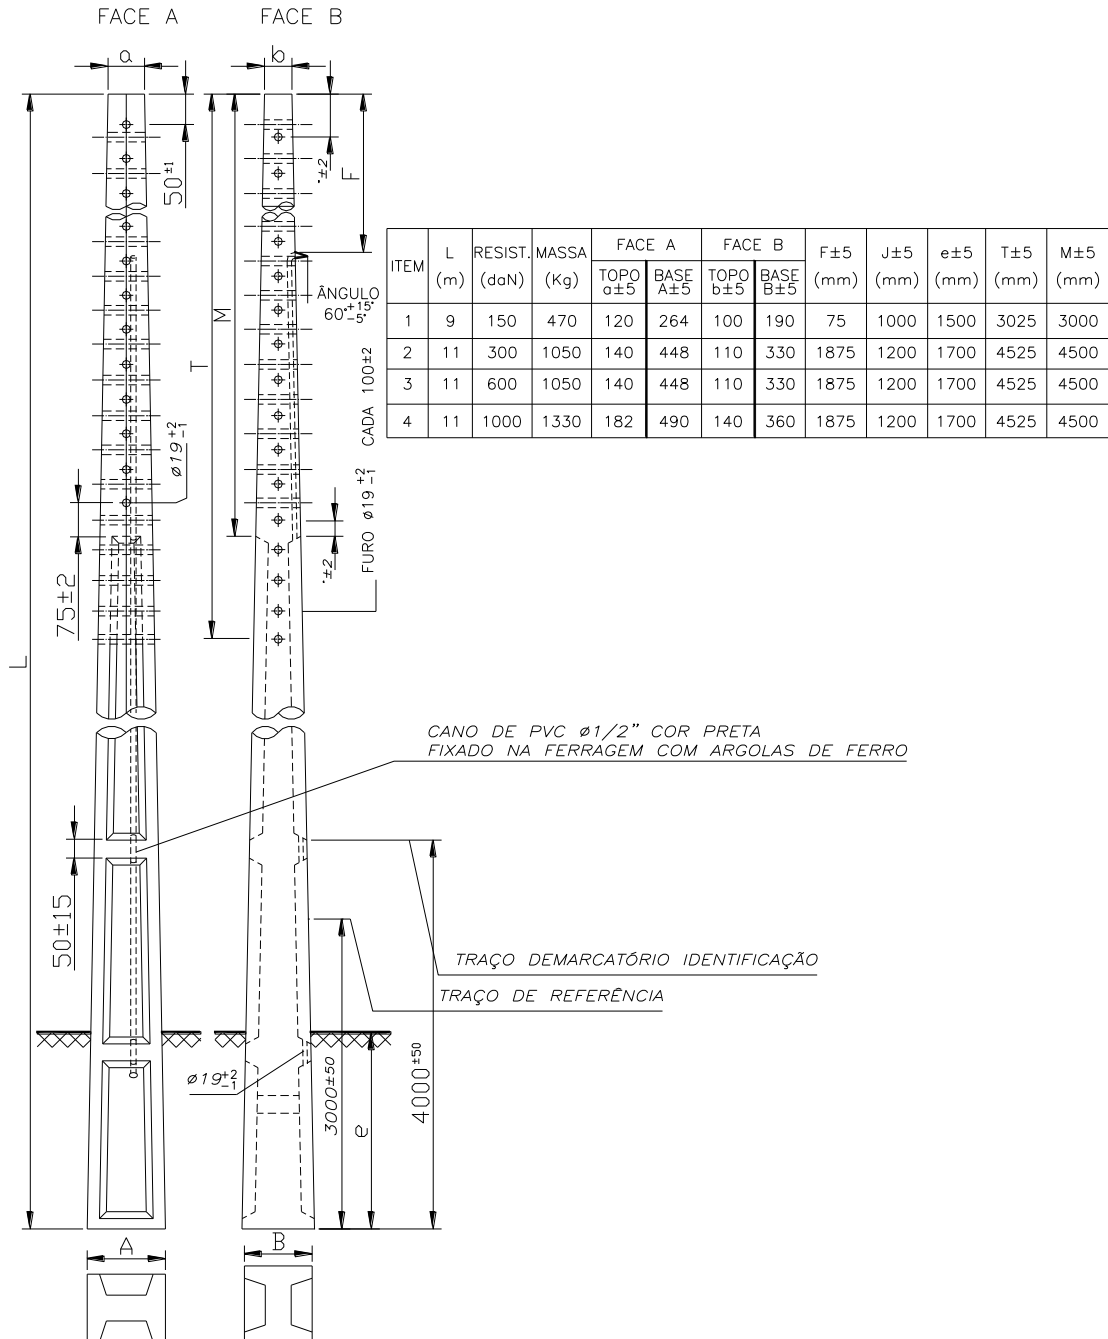 FACE A
FACE B
a
b
50±1
'±2
F
M
T
L
ÂNGULO
60°+15°-5°
CADA 100±2
FURO ø19+2-1
ø19+2-1
75±2
'±2
ITEM L (m) RESIST. (daN) MASSA (Kg) FACE A TOPO a±5 BASE A±5 FACE B TOPO b±5 BASE B±5 F±5 (mm) J±5 (mm) e±5 (mm) T±5 (mm) M±5 (mm)
1 9 150 470 120 264 100 190 75 1000 1500 3025 3000
2 11 300 1050 140 448 110 330 1875 1200 1700 4525 4500
3 11 600 1050 140 448 110 330 1875 1200 1700 4525 4500
4 11 1000 1330 182 490 140 360 1875 1200 1700 4525 4500
CANO DE PVC ø1/2" COR PRETA
FIXADO NA FERRAGEM COM ARGOLAS DE FERRO
50±15
TRAÇO DEMARCATÓRIO IDENTIFICAÇÃO
TRAÇO DE REFERÊNCIA
ø19+2-1
3000±50
e
4000±50
A
B